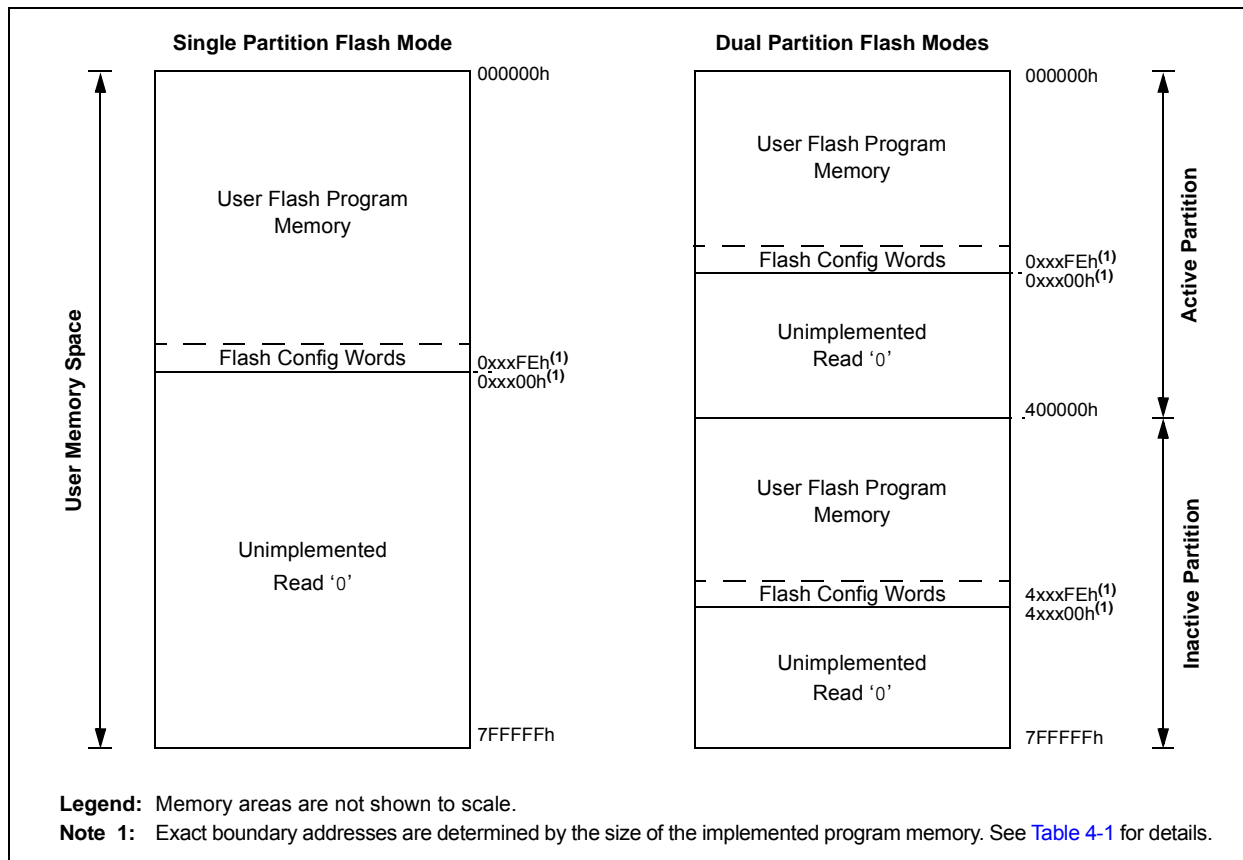 Single Partition Flash Mode
000000h
User Flash Program
Memory
Flash Config Words
0xxxFEh(1)
0xxx00h(1)
Unimplemented
Read ‘0’
7FFFFFh
User Memory Space
Dual Partition Flash Modes
000000h
User Flash Program
Memory
Flash Config Words
0xxxFEh(1)
0xxx00h(1)
Unimplemented
Read ‘0’
400000h
User Flash Program
Memory
Flash Config Words
4xxxFEh(1)
4xxx00h(1)
Unimplemented
Read ‘0’
7FFFFFh
Active Partition
Inactive Partition
Legend: Memory areas are not shown to scale.
Note 1: Exact boundary addresses are determined by the size of the implemented program memory. See Table 4-1 for details.